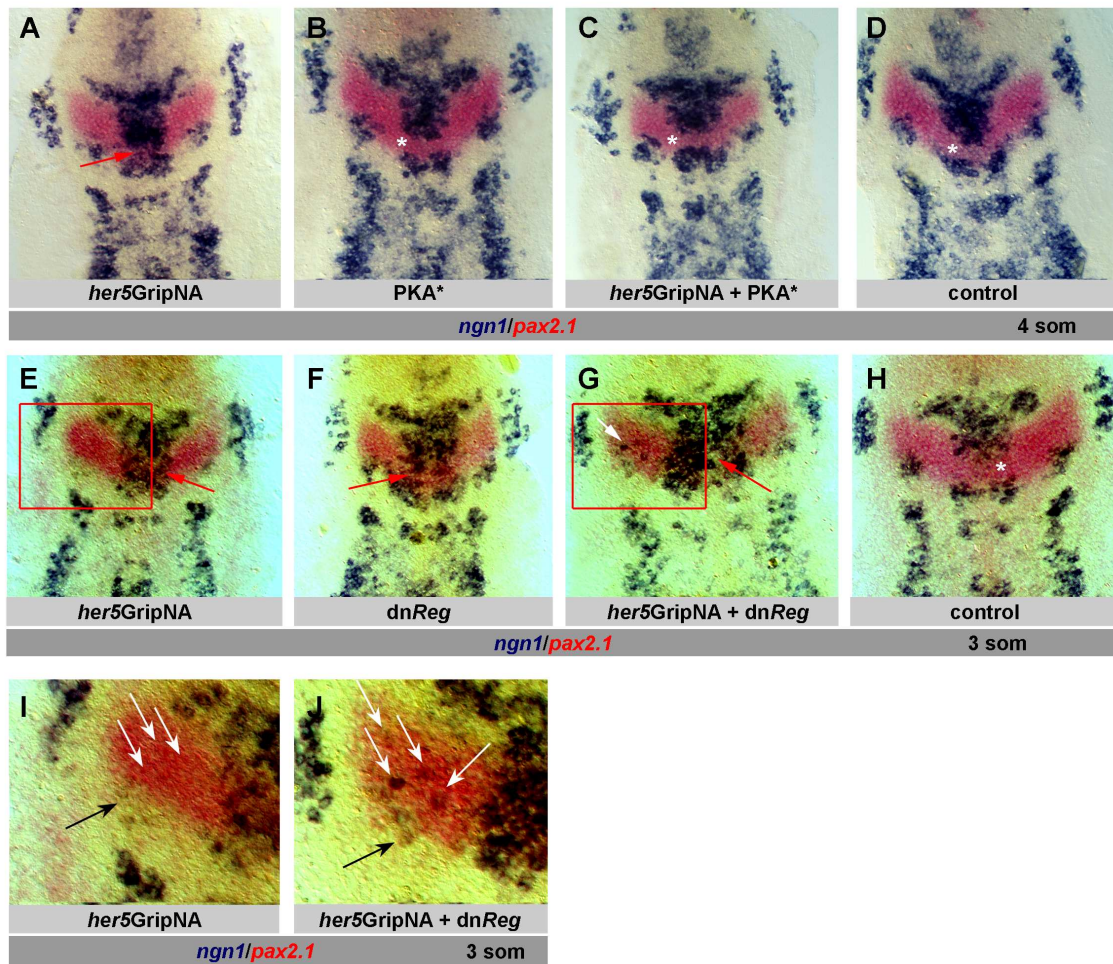 A B C D
her5GripNA PKA* her5GripNA + PKA* control
ngn1/pax2.1 4 som
E F G H
her5GripNA dnReg her5GripNA + dnReg control
ngn1/pax2.1 3 som
I J
her5GripNA her5GripNA + dnReg
ngn1/pax2.1 3 som